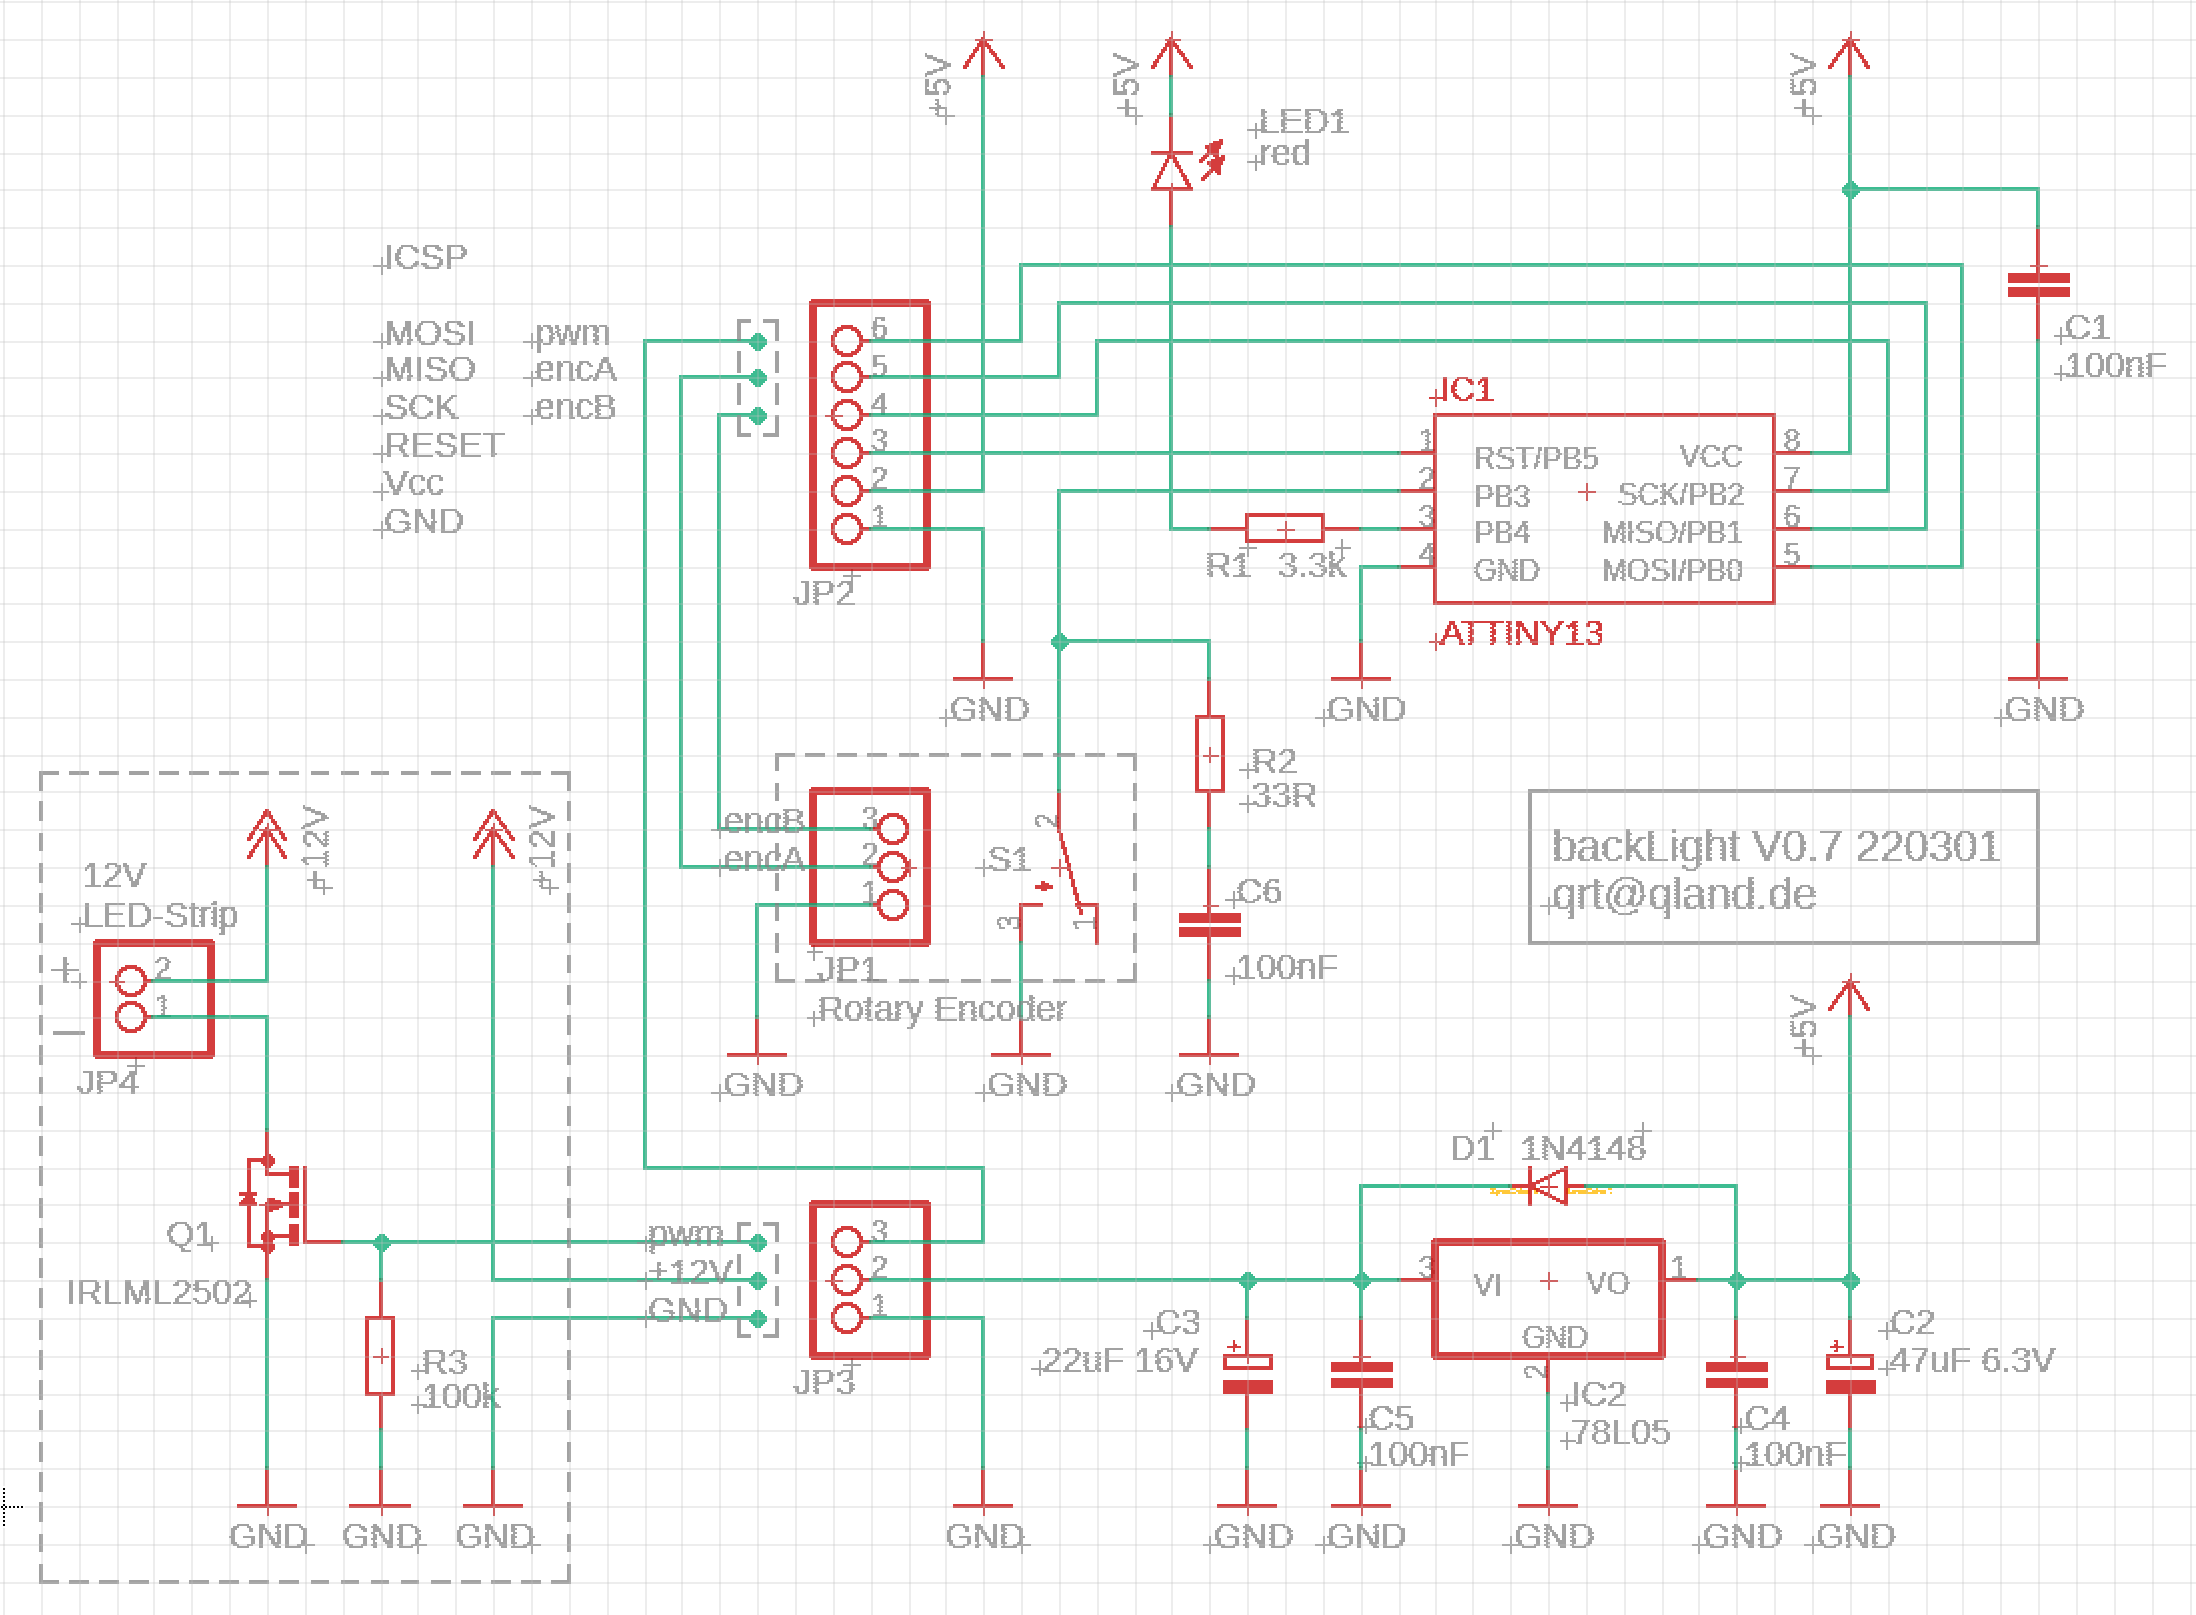 +5V
+5V
+5V
LED1
red
ICSP
MOSI pwm
MISO encA
SCK encB
RESET
Vcc
GND
6
5
4
3
2
1
JP2
C1
100nF
IC1
1 RST/PB5 VCC 8
2 PB3 SCK/PB2 7
3 PB4 MISO/PB1 6
4 GND MOSI/PB0 5
ATTINY13
R1 3.3k
GND
GND
GND
R2
33R
backLight V0.7 220301
qrt@qland.de
+12V
+12V
12V
LED-Strip
+
2
1
—
JP4
encB 3
encA 2
1
JP1
Rotary Encoder
S1
2
3
1
C6
100nF
GND
GND
GND
+5V
D1 1N4148
Q1
IRLML2502
R3
100k
pwm 3
+12V 2
GND 1
JP3
3 VI VO 1
GND
2
IC2
78L05
C3
22uF 16V
C5
100nF
C4
100nF
C2
47uF 6.3V
+
+
GND
GND
GND
GND
GND
GND
GND
GND
GND